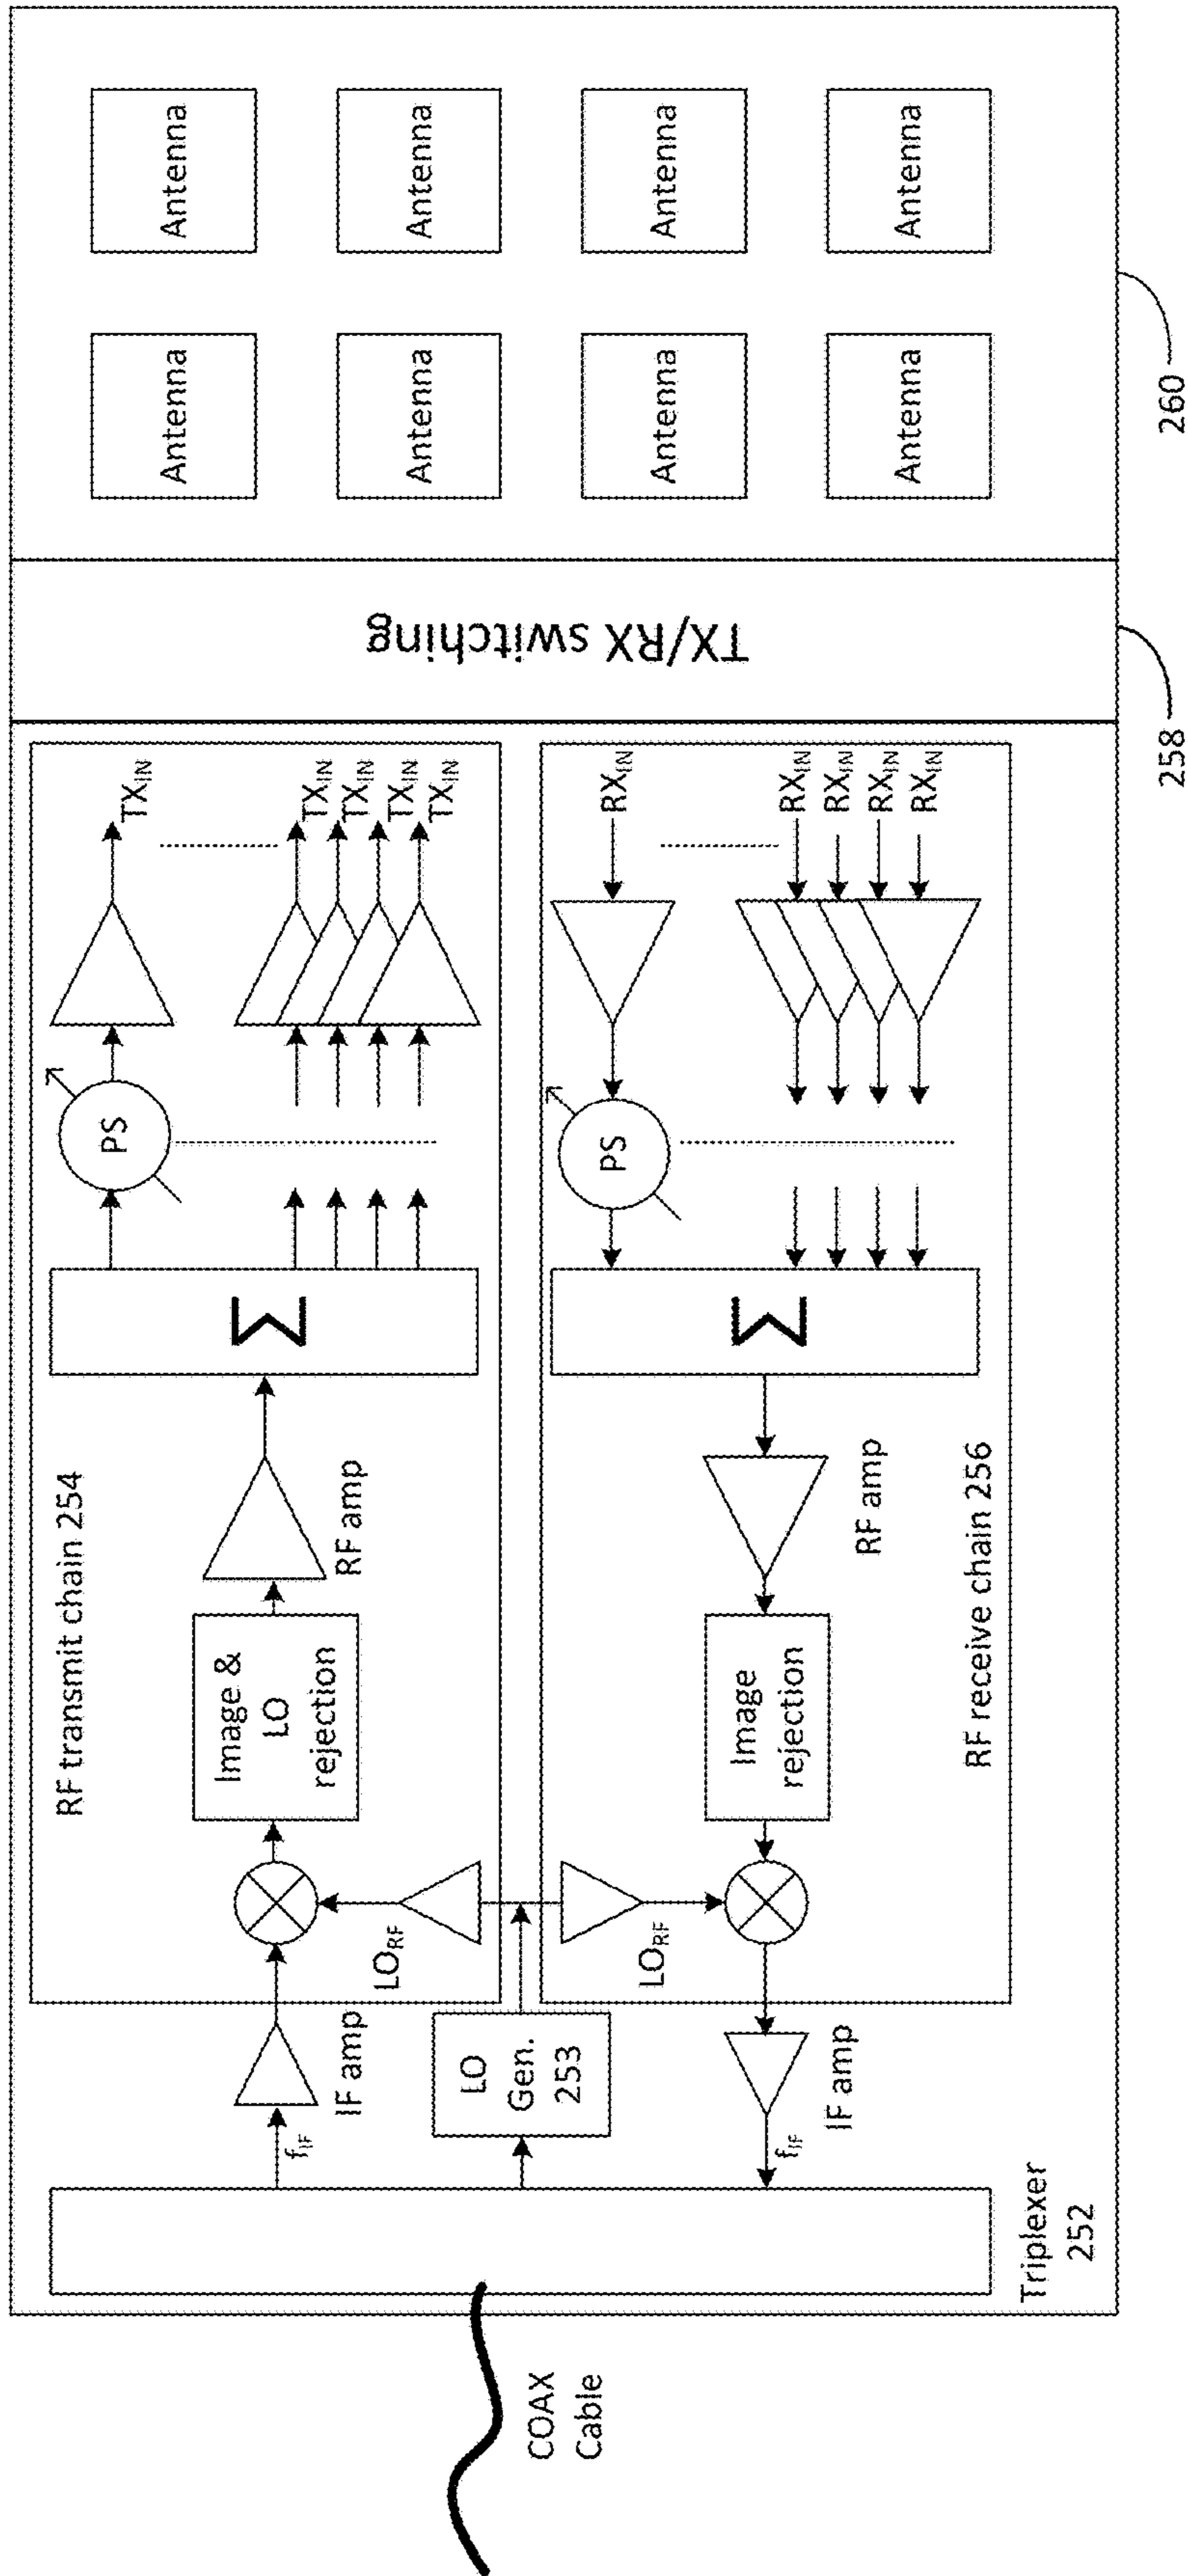 COAX
Cable
Triplexer
252
f_IF
IF amp
LO
Gen.
253
f_IF
IF amp
RF transmit chain 254
LO_RF
Image &
LO
rejection
RF amp
Σ
PS
TX_IN
TX_IN
TX_IN
TX_IN
TX_IN
RF receive chain 256
LO_RF
Image
rejection
RF amp
Σ
PS
RX_IN
RX_IN
RX_IN
RX_IN
RX_IN
TX/RX switching
258
Antenna
Antenna
Antenna
Antenna
Antenna
Antenna
Antenna
Antenna
260